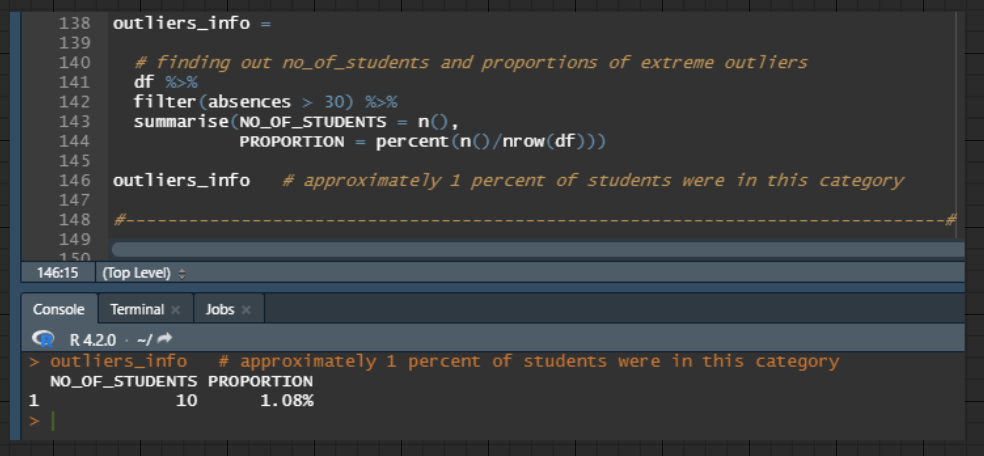 138 outliers_info =
139
140 # finding out no_of_students and proportions of extreme outliers
141 df %>%
142 filter(absences > 30) %>%
143 summarise(NO_OF_STUDENTS = n(),
144 PROPORTION = percent(n()/nrow(df)))
145
146 outliers_info # approximately 1 percent of students were in this category
147
148 #----------------------------------------------------------------------------#
149
150
146:15 (Top Level)
Console Terminal Jobs
R R 4.2.0 · ~/
> outliers_info # approximately 1 percent of students were in this category
NO_OF_STUDENTS PROPORTION
1 10 1.08%
>